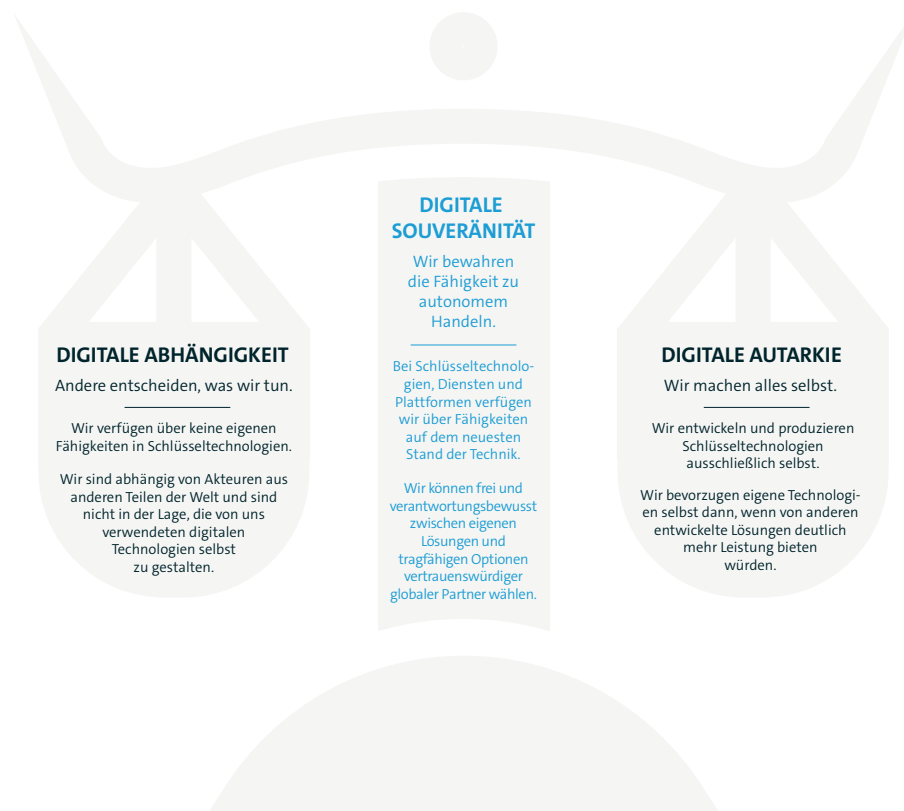 DIGITALE ABHÄNGIGKEIT
Andere entscheiden, was wir tun.
Wir verfügen über keine eigenen
Fähigkeiten in Schlüsseltechnologien.
Wir sind abhängig von Akteuren aus
anderen Teilen der Welt und sind
nicht in der Lage, die von uns
verwendeten digitalen
Technologien selbst
zu gestalten.
DIGITALE
SOUVERÄNITÄT
Wir bewahren
die Fähigkeit zu
autonomem
Handeln.
Bei Schlüsseltechnolo-
gien, Diensten und
Plattformen verfügen
wir über Fähigkeiten
auf dem neuesten
Stand der Technik.
Wir können frei und
verantwortungsbewusst
zwischen eigenen
Lösungen und
tragfähigen Optionen
vertrauenswürdiger
globaler Partner wählen.
DIGITALE AUTARKIE
Wir machen alles selbst.
Wir entwickeln und produzieren
Schlüsseltechnologien
ausschließlich selbst.
Wir bevorzugen eigene Technologi-
en selbst dann, wenn von anderen
entwickelte Lösungen deutlich
mehr Leistung bieten
würden.